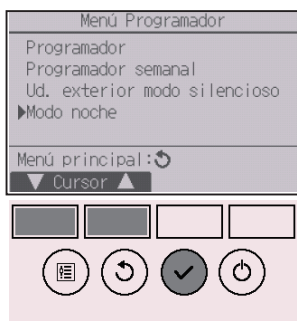 Menú Programador
Programador
Programador semanal
Ud. exterior modo silencioso
▶Modo noche
Menú principal:↺
▼ Cursor ▲